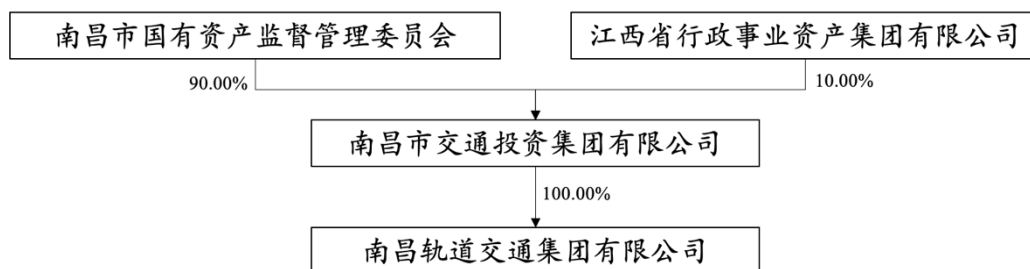 南昌市国有资产监督管理委员会
江西省行政事业资产集团有限公司
90.00%
10.00%
南昌市交通投资集团有限公司
100.00%
南昌轨道交通集团有限公司